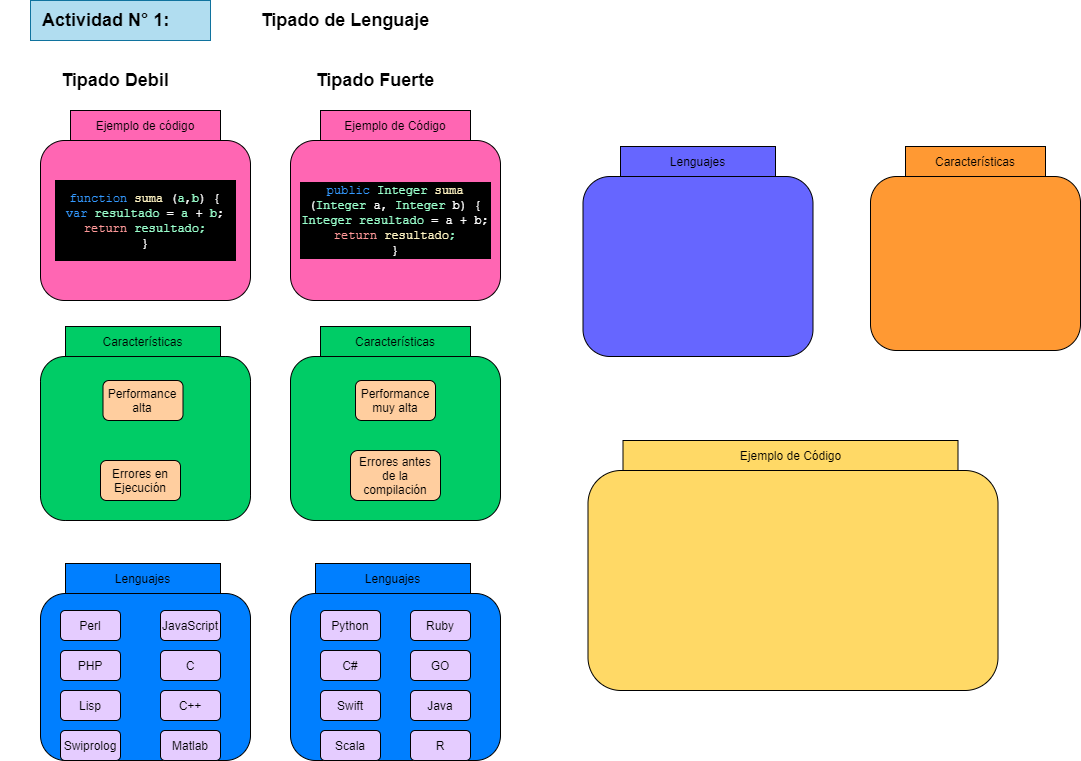 Actividad N° 1:
Tipado de Lenguaje
Tipado Debil
Tipado Fuerte
Ejemplo de código
function suma (a,b) {
var resultado = a + b;
return resultado;
}
Ejemplo de Código
public Integer suma
(Integer a, Integer b) {
Integer resultado = a + b;
return resultado;
}
Lenguajes
Características
Características
Performance
alta
Errores en
Ejecución
Características
Performance
muy alta
Errores antes
de la
compilación
Ejemplo de Código
Lenguajes
Perl
JavaScript
PHP
C
Lisp
C++
Swiprolog
Matlab
Lenguajes
Python
Ruby
C#
GO
Swift
Java
Scala
R